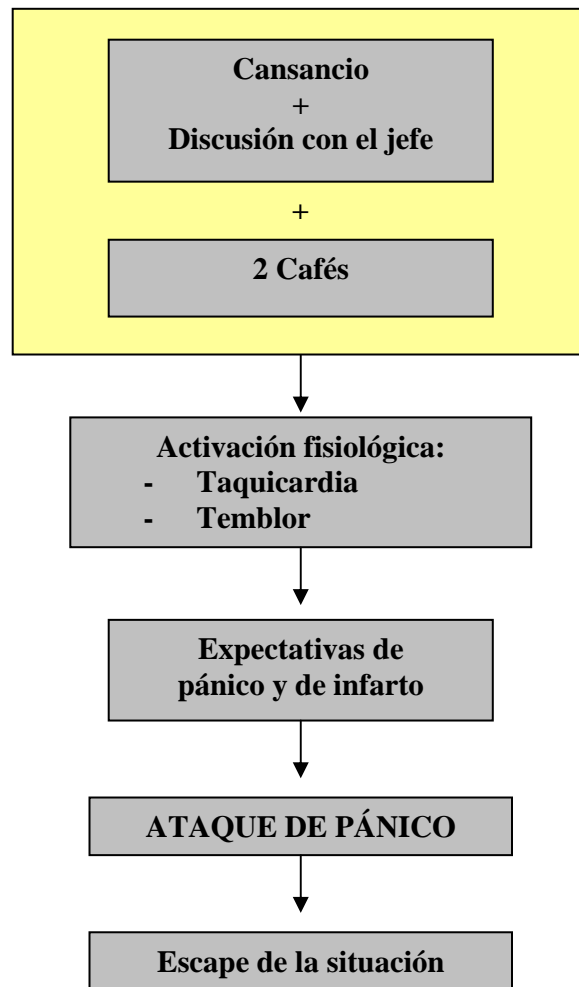 Cansancio
+
Discusión con el jefe
+
2 Cafés
Activación fisiológica:
- Taquicardia
- Temblor
Expectativas de
pánico y de infarto
ATAQUE DE PÁNICO
Escape de la situación